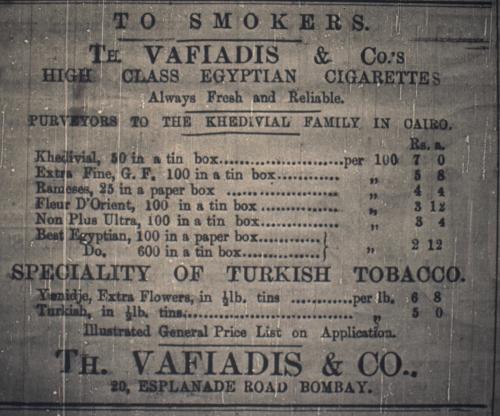 TO SMOKERS.
TH. VAFIADIS & CO.'S
HIGH CLASS EGYPTIAN CIGARETTES
Always Fresh and Reliable.
PURVEYORS TO THE KHEDIVIAL FAMILY IN CAIRO.
Rs. a.
Khedivial, 50 in a tin box..............................per 100 7 0
Extra Fine, G. F. 100 in a tin box............ „ 5 8
Rameses, 25 in a paper box ..................... „ 4 4
Fleur D'Orient, 100 in a tin box ............... „ 3 12
Non Plus Ultra, 100 in a tin box ............... „ 3 4
Best Egyptian, 100 in a paper box............} „ 2 12
Do. 600 in a tin box...............}
SPECIALITY OF TURKISH TOBACCO.
Yenidje, Extra Flowers, in ½lb. tins ...............per lb. 6 8
Turkish, in ½lb. tins.................................... „ 5 0
Illustrated General Price List on Application.
TH. VAFIADIS & CO.,
20, ESPLANADE ROAD BOMBAY.